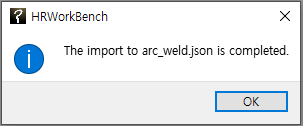 HRWorkBench
The import to arc_weld.json is completed.
OK